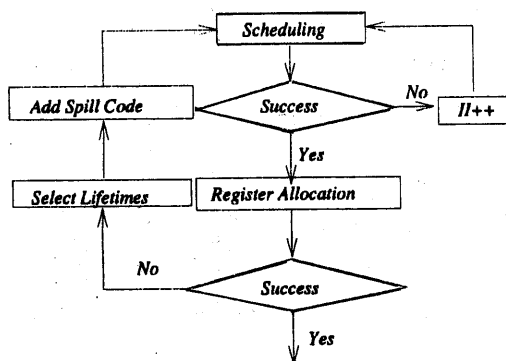 Scheduling
Add Spill Code
Success
No
II++
Yes
Select Lifetimes
Register Allocation
No
Success
Yes